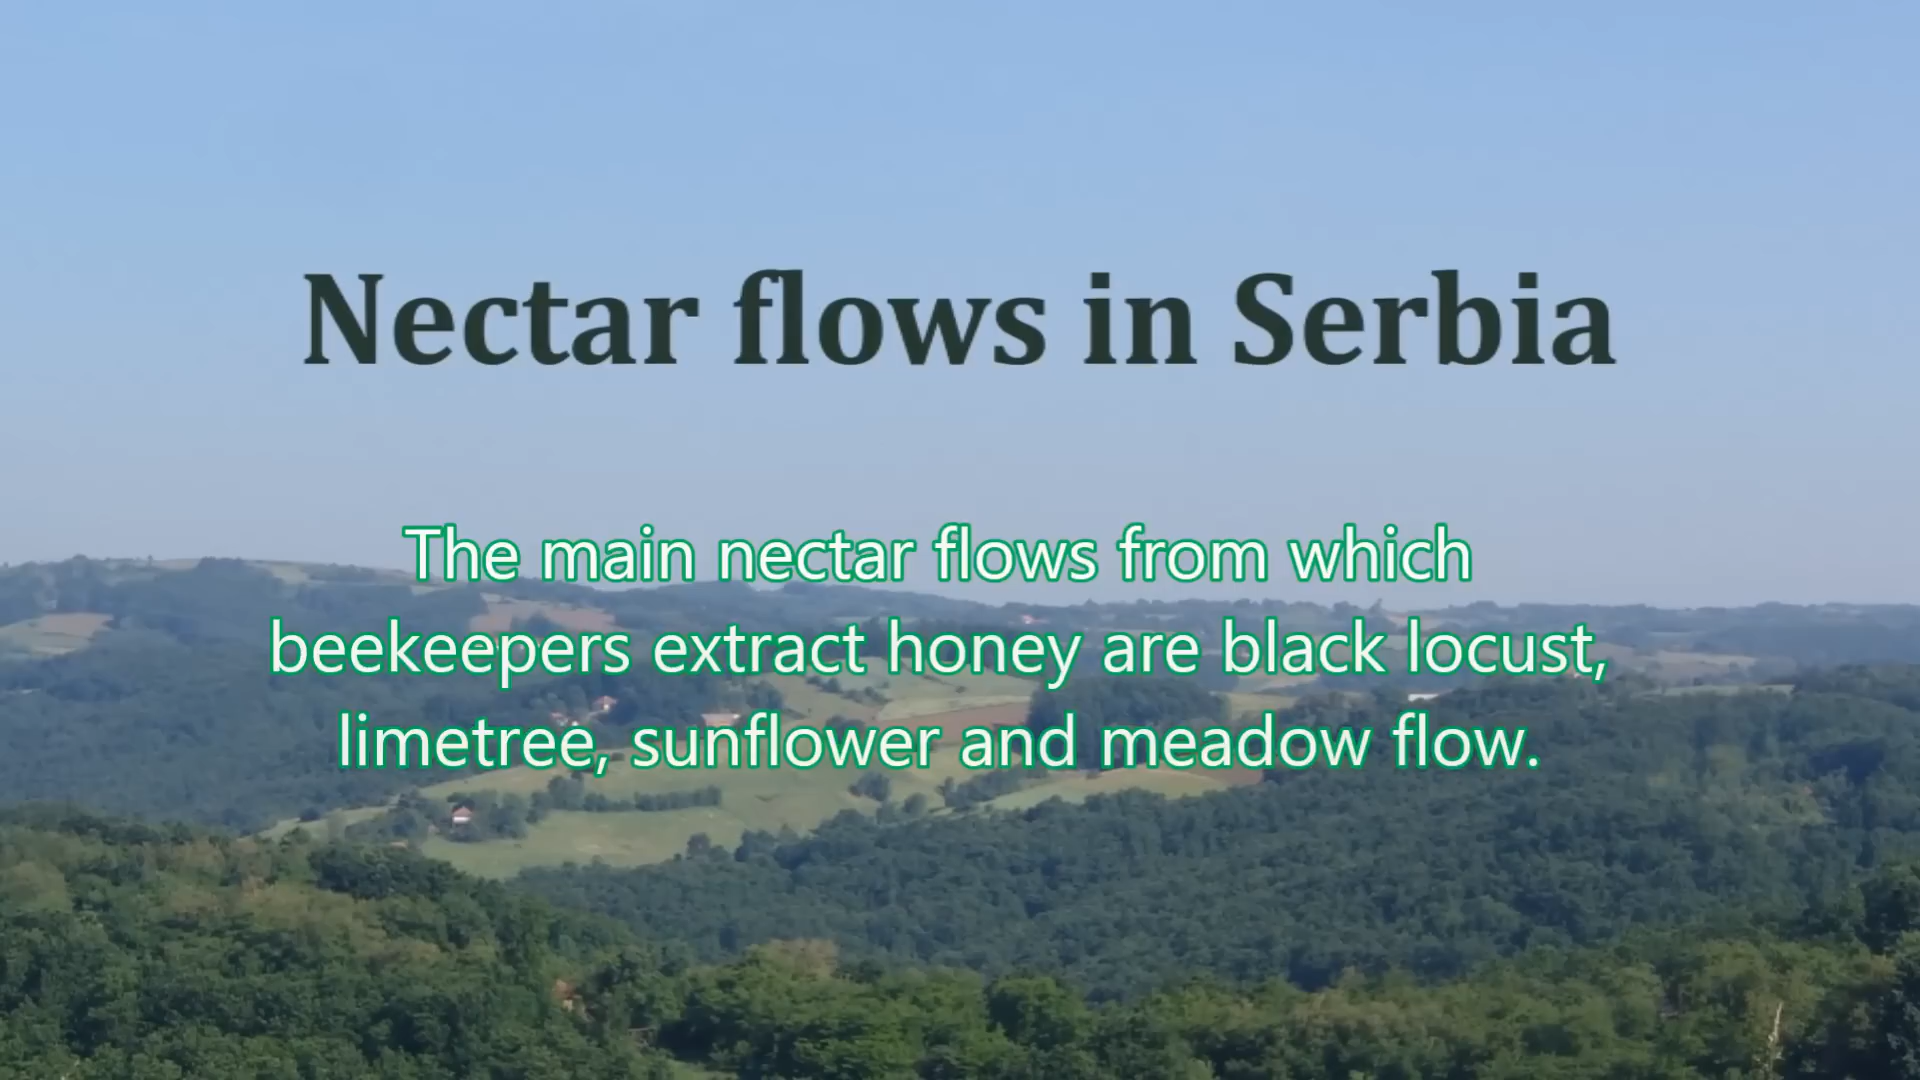 Nectar flows in Serbia
The main nectar flows from which
beekeepers extract honey are black locust,
limetree, sunflower and meadow flow.